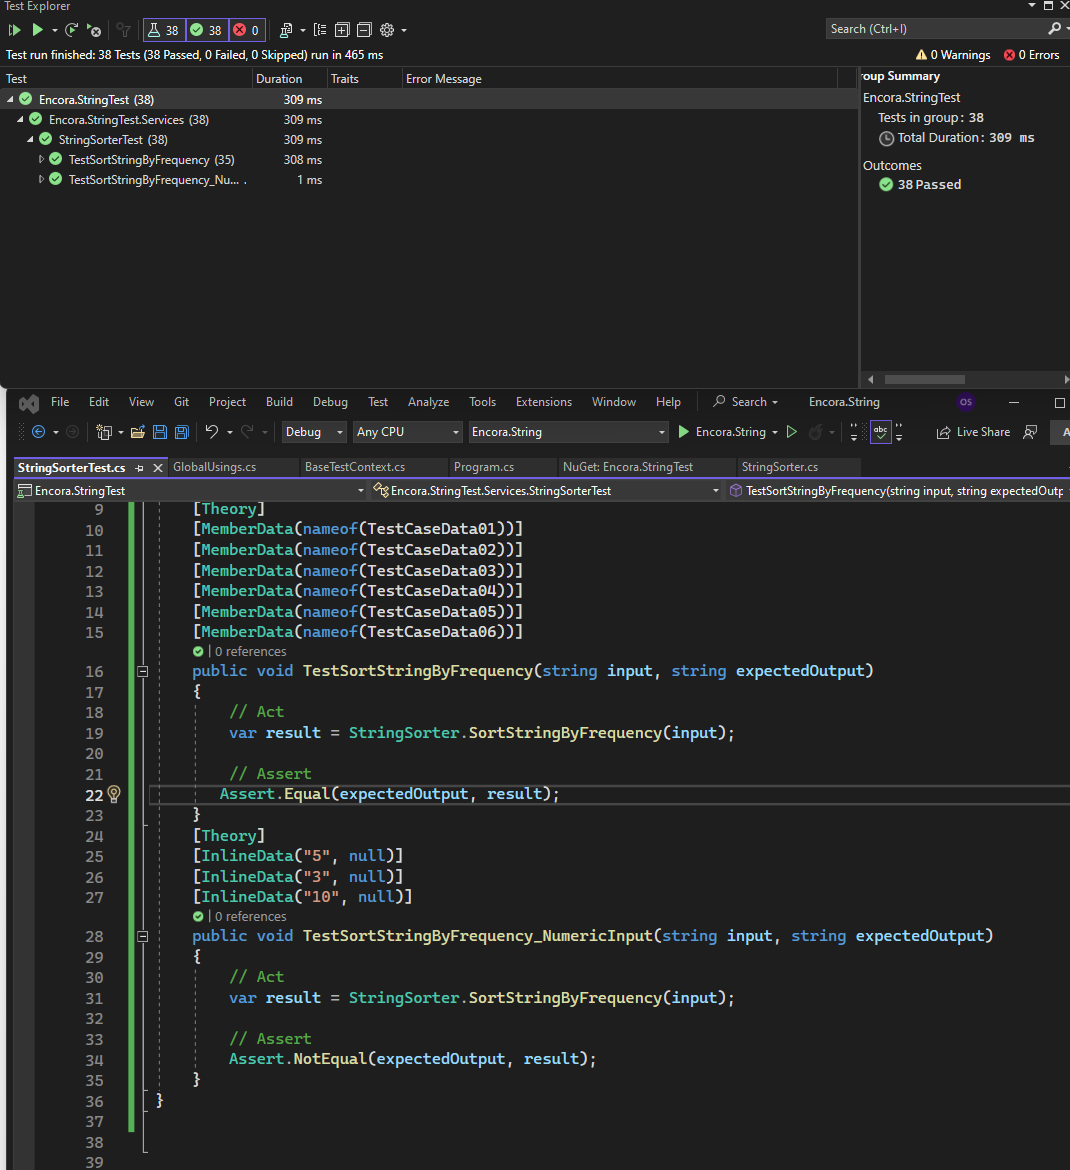 Test Explorer
38 38 0
Search (Ctrl+I)
Test run finished: 38 Tests (38 Passed, 0 Failed, 0 Skipped) run in 465 ms
0 Warnings 0 Errors
Test Duration Traits Error Message
Encora.StringTest (38) 309 ms
Encora.StringTest.Services (38) 309 ms
StringSorterTest (38) 309 ms
TestSortStringByFrequency (35) 308 ms
TestSortStringByFrequency_Nu... . 1 ms
roup Summary
Encora.StringTest
Tests in group: 38
Total Duration: 309 ms
Outcomes
38 Passed
File Edit View Git Project Build Debug Test Analyze Tools Extensions Window Help Search Encora.String OS
Debug Any CPU Encora.String Encora.String abc Live Share A
StringSorterTest.cs GlobalUsings.cs BaseTestContext.cs Program.cs NuGet: Encora.StringTest StringSorter.cs
Encora.StringTest Encora.StringTest.Services.StringSorterTest TestSortStringByFrequency(string input, string expectedOutp
9 [Theory]
10 [MemberData(nameof(TestCaseData01))]
11 [MemberData(nameof(TestCaseData02))]
12 [MemberData(nameof(TestCaseData03))]
13 [MemberData(nameof(TestCaseData04))]
14 [MemberData(nameof(TestCaseData05))]
15 [MemberData(nameof(TestCaseData06))]
| 0 references
16 public void TestSortStringByFrequency(string input, string expectedOutput)
17 {
18 // Act
19 var result = StringSorter.SortStringByFrequency(input);
20
21 // Assert
22 Assert.Equal(expectedOutput, result);
23 }
24 [Theory]
25 [InlineData("5", null)]
26 [InlineData("3", null)]
27 [InlineData("10", null)]
| 0 references
28 public void TestSortStringByFrequency_NumericInput(string input, string expectedOutput)
29 {
30 // Act
31 var result = StringSorter.SortStringByFrequency(input);
32
33 // Assert
34 Assert.NotEqual(expectedOutput, result);
35 }
36 }
37
38
39